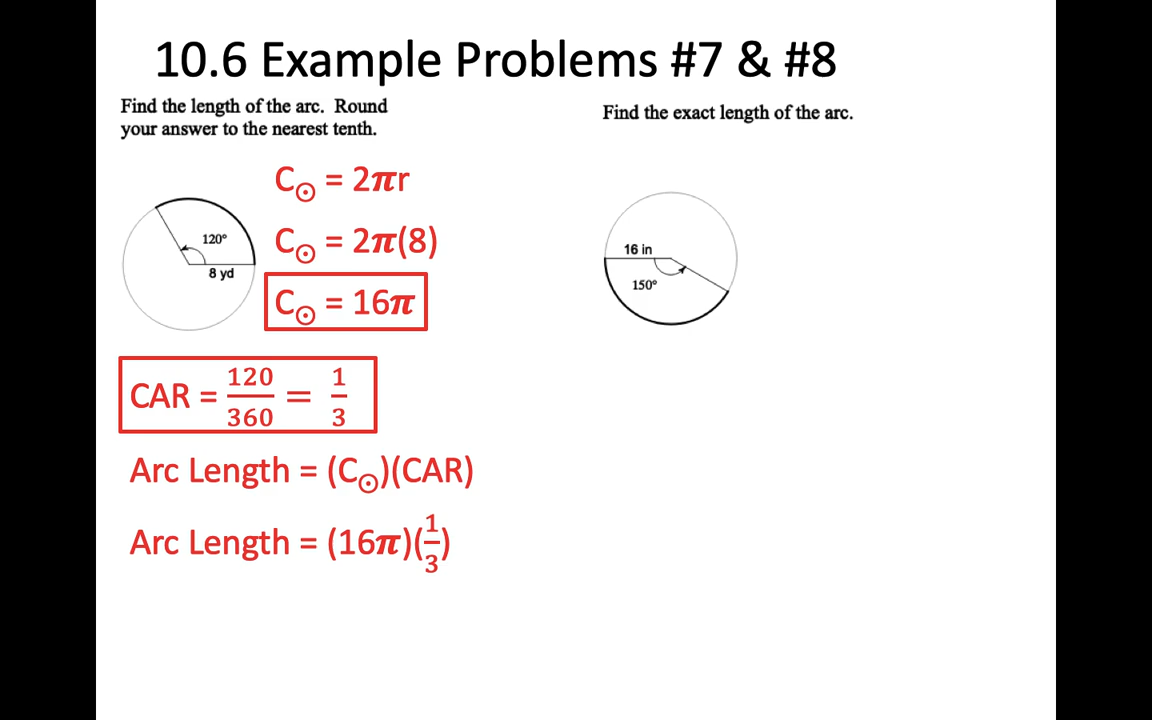 10.6 Example Problems #7 & #8
Find the length of the arc. Round
your answer to the nearest tenth.
C⊙ = 2πr
C⊙ = 2π(8)
C⊙ = 16π
120°
8 yd
CAR = 120/360 = 1/3
Arc Length = (C⊙)(CAR)
Arc Length = (16π)(1/3)
Find the exact length of the arc.
16 in
150°